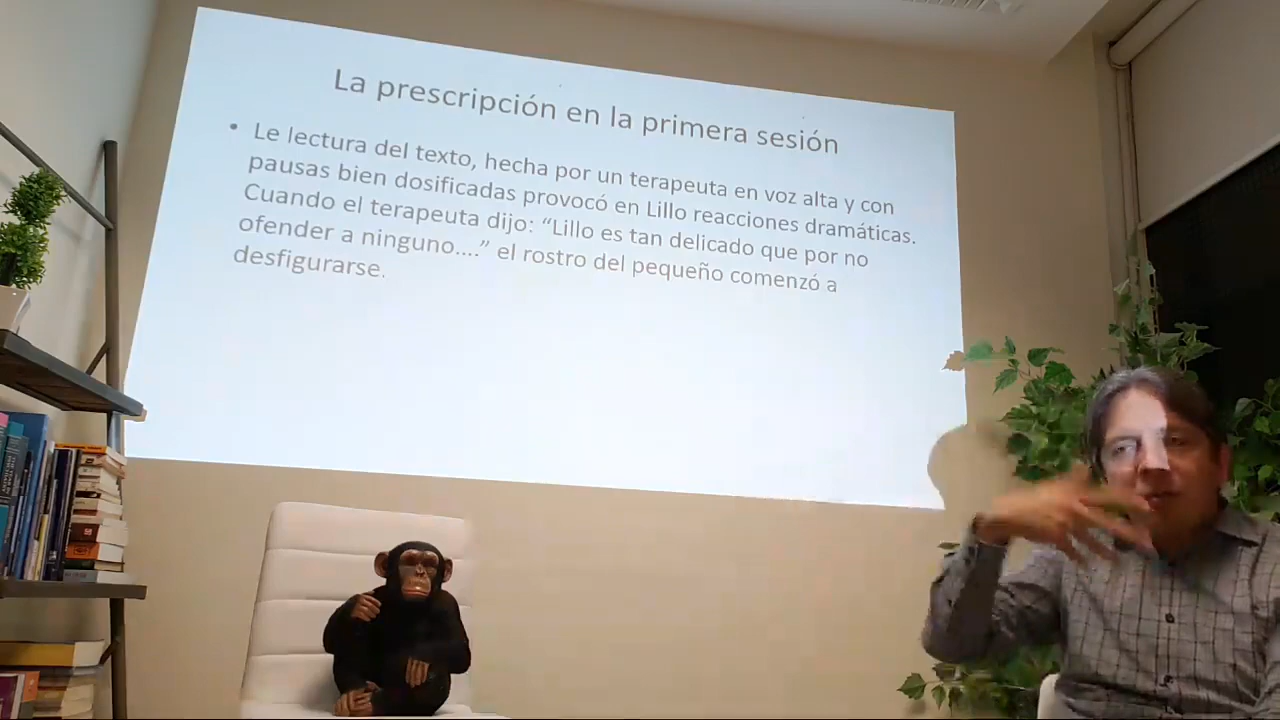 La prescripción en la primera sesión
• Le lectura del texto, hecha por un terapeuta en voz alta y con
pausas bien dosificadas provocó en Lillo reacciones dramáticas.
Cuando el terapeuta dijo: “Lillo es tan delicado que por no
ofender a ninguno....” el rostro del pequeño comenzó a
desfigurarse.